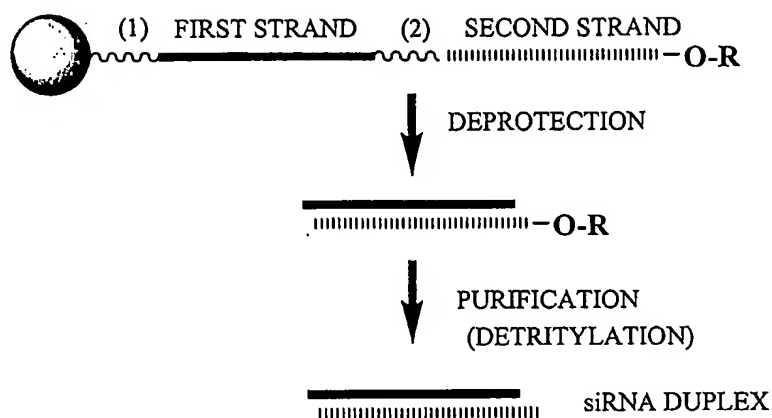 (1) FIRST STRAND (2) SECOND STRAND
O-R
DEPROTECTION
O-R
PURIFICATION
(DETRITYLATION)
siRNA DUPLEX